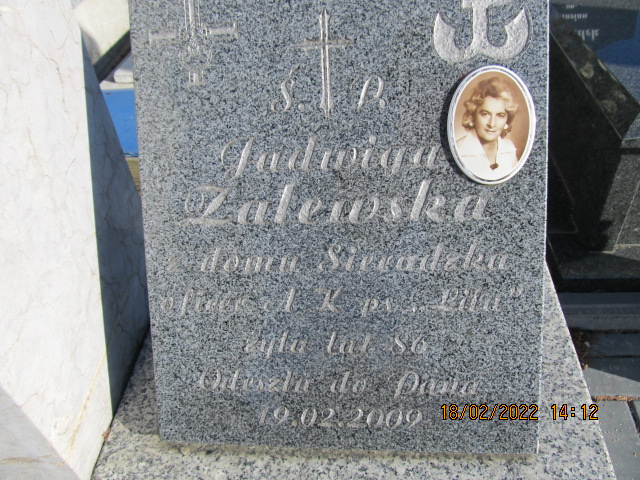 Ś. P.
Jadwiga
Zalewska
z domu Sieradzka
oficer A K ps. „Lita"
żyła lat 86
Odeszła do Pana
19.02.2009
18/02/2022 14:12